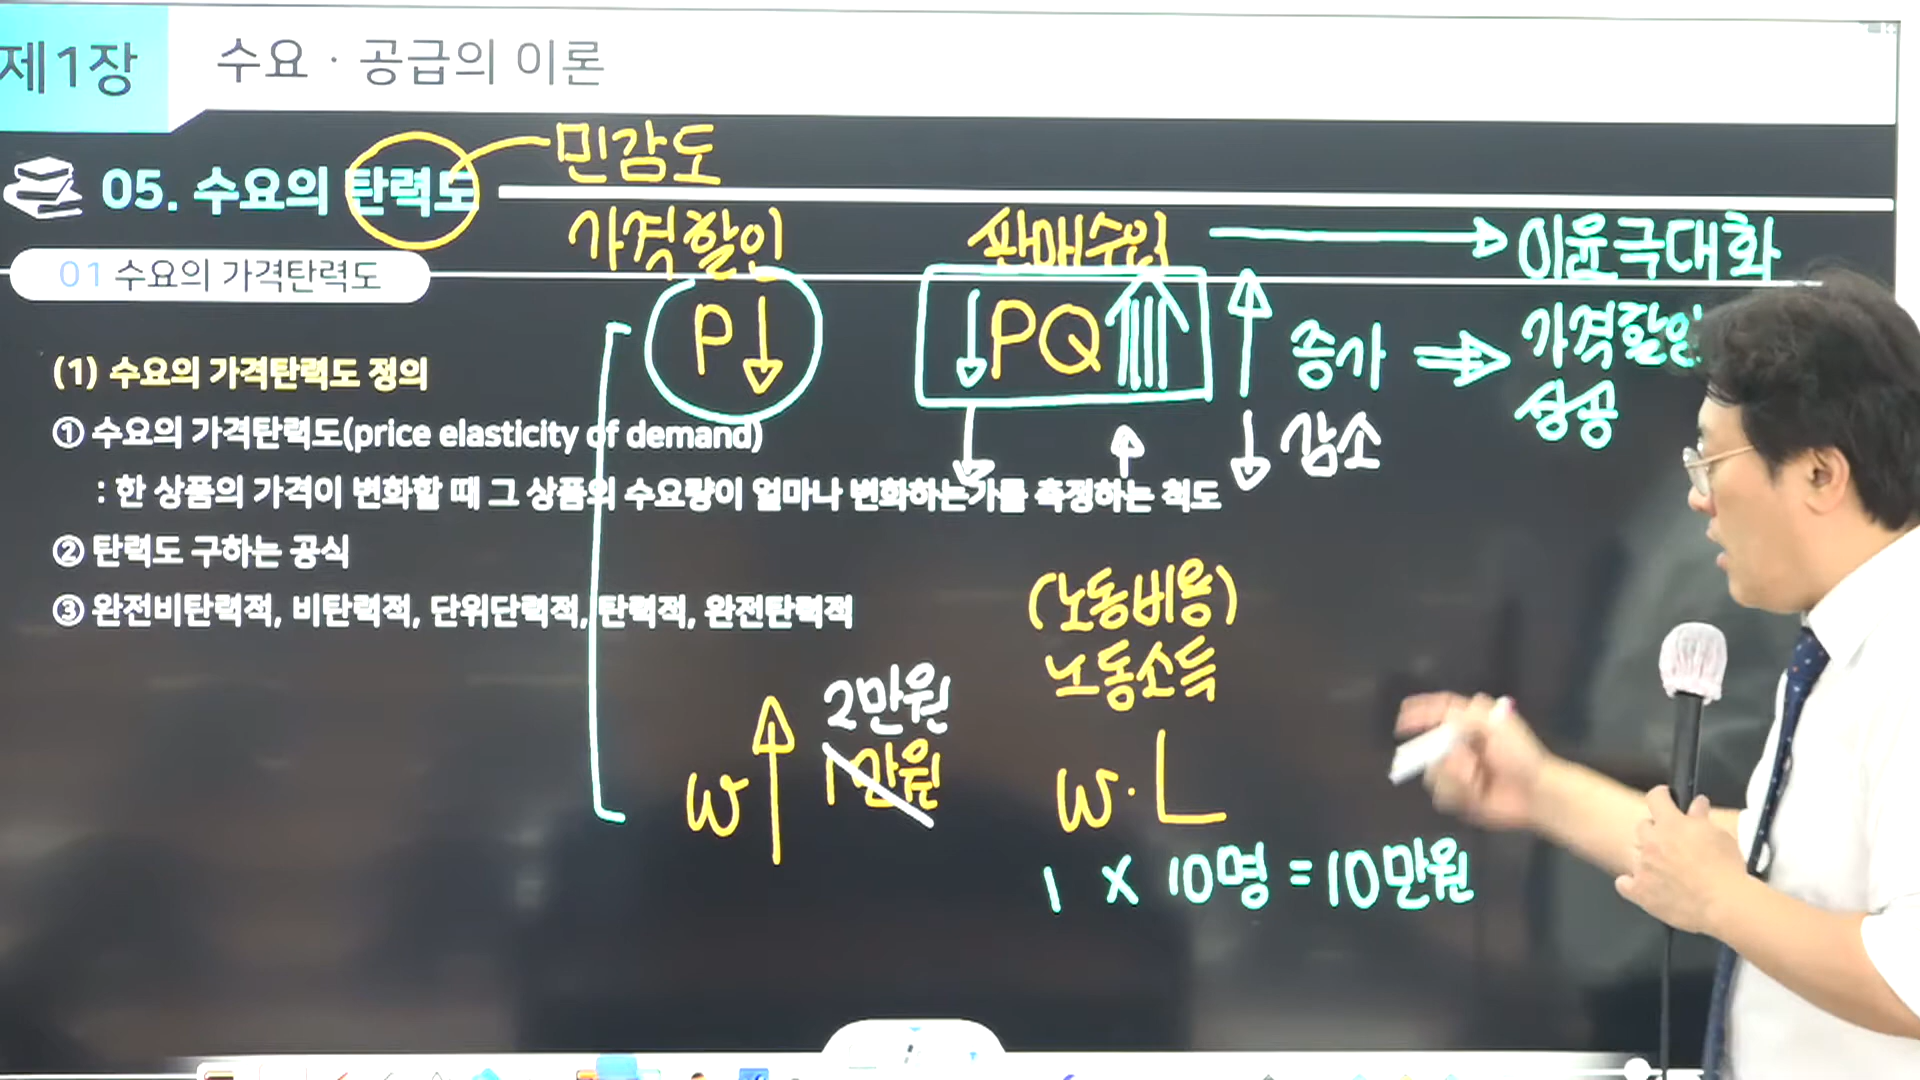 제1장
수요 · 공급의 이론
05. 수요의 탄력도
민감도
01 수요의 가격탄력도
가격할인
판매수입
이윤극대화
P
PQ
증가
가격할인
성공
감소
(1) 수요의 가격탄력도 정의
① 수요의 가격탄력도(price elasticity of demand)
: 한 상품의 가격이 변화할 때 그 상품의 수요량이 얼마나 변화하는가를 측정하는 척도
② 탄력도 구하는 공식
③ 완전비탄력적, 비탄력적, 단위단력적, 탄력적, 완전탄력적
(노동비용)
노동소득
2만원
1만원
w
w · L
1 × 10명 = 10만원